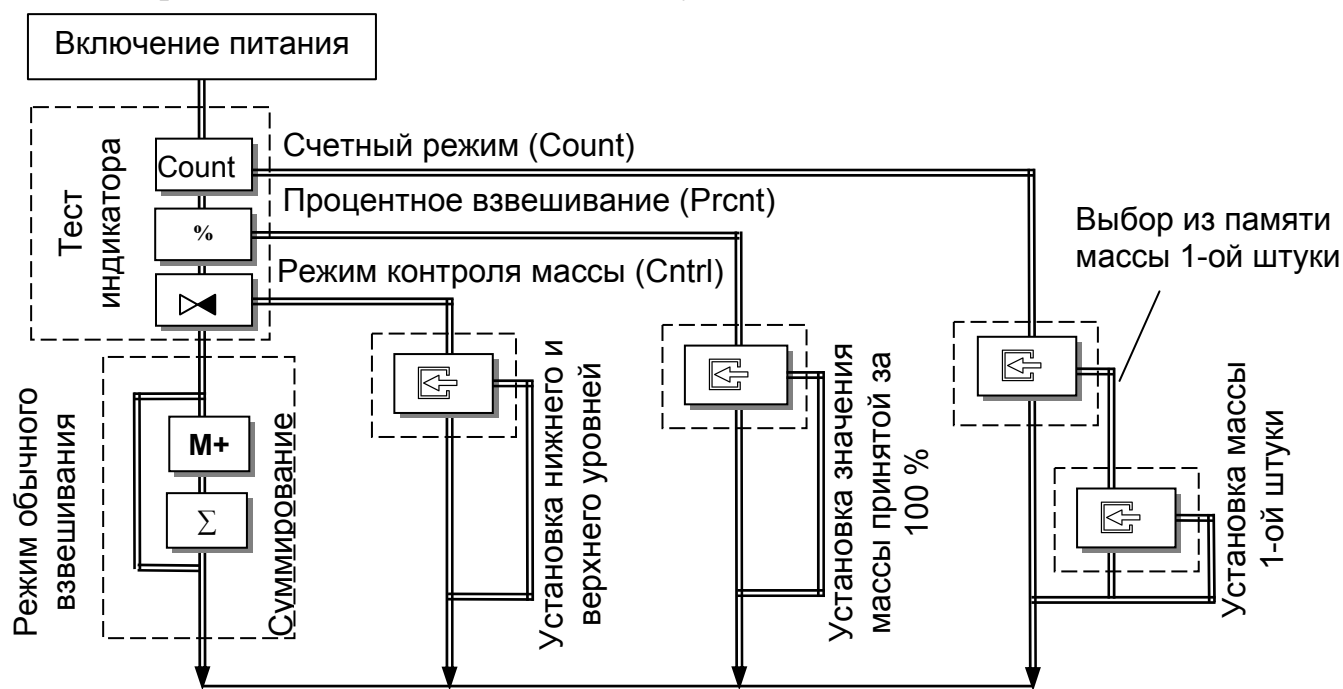 Включение питания
Тест
индикатора
Count
%
Счетный режим (Count)
Процентное взвешивание (Prcnt)
Режим контроля массы (Cntrl)
Выбор из памяти
массы 1-ой штуки
Режим обычного
взвешивания
M+
Σ
Суммирование
Установка нижнего и
верхнего уровней
Установка значения
массы принятой за
100 %
Установка массы
1-ой штуки